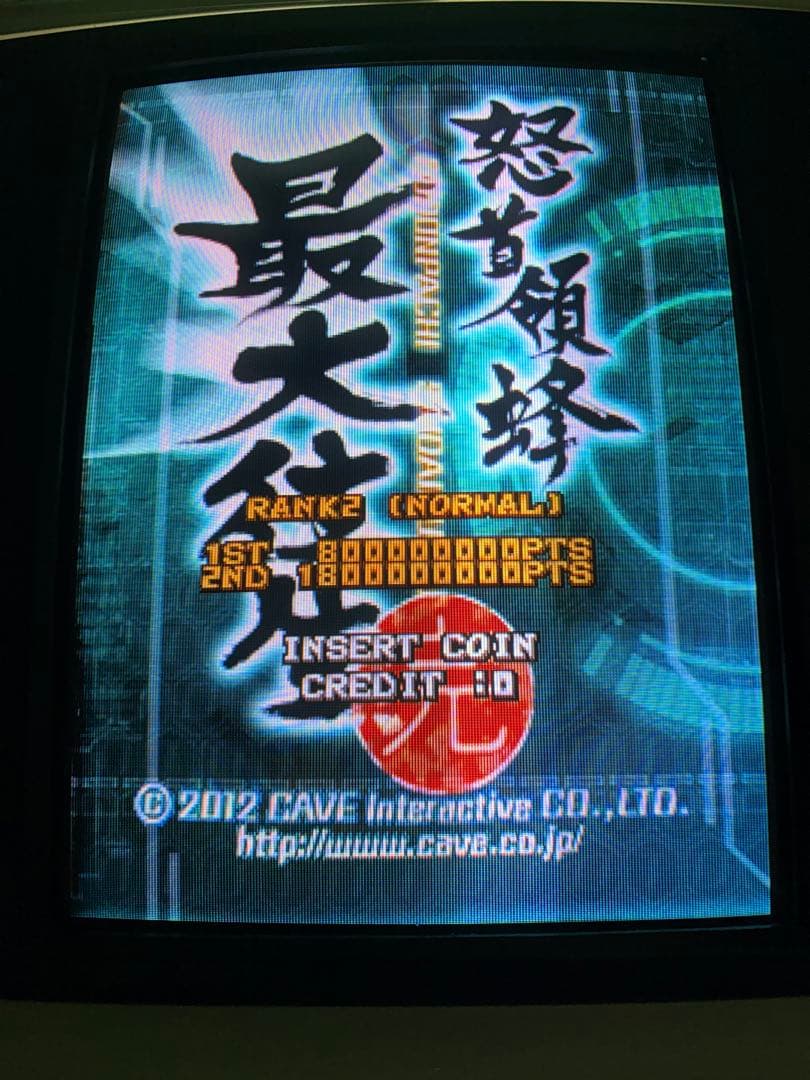 怒首領蜂
最大往生
RANK2 (NORMAL)
1ST 800000000PTS
2ND 1800000000PTS
INSERT COIN
CREDIT :0
©2012 CAVE Interactive CO.,LTD.
http://www.cave.co.jp/